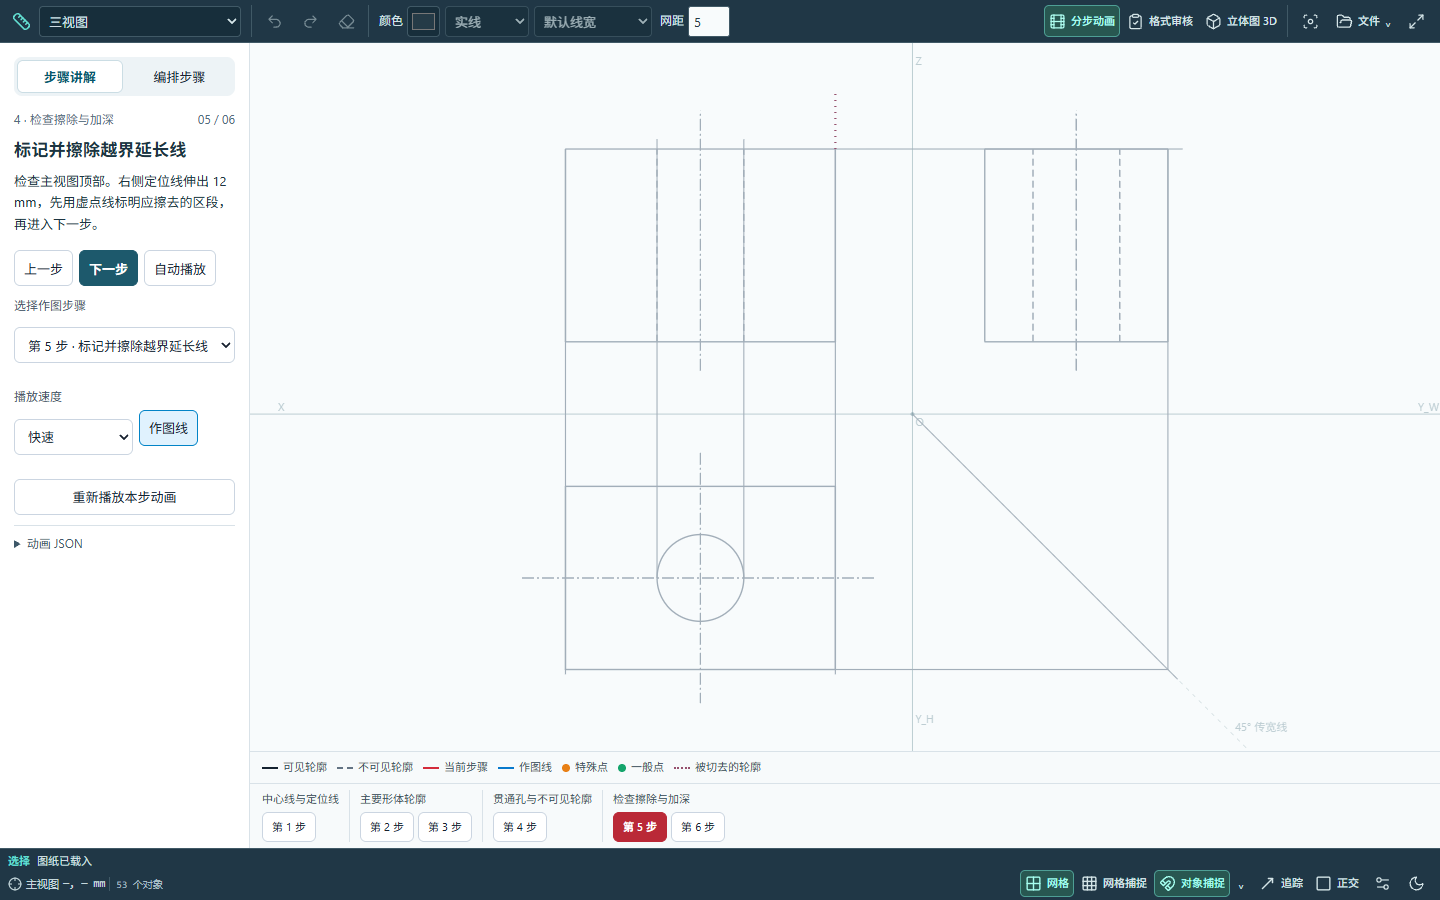 三视图
颜色
实线
默认线宽
网距 5
分步动画
格式审核
立体图 3D
文件
步骤讲解
编排步骤
4 · 检查擦除与加深
05 / 06
标记并擦除越界延长线
检查主视图顶部。右侧定位线伸出 12
mm，先用虚点线标明应擦去的区段，
再进入下一步。
上一步
下一步
自动播放
选择作图步骤
第 5 步 · 标记并擦除越界延长线
播放速度
快速
作图线
重新播放本步动画
动画 JSON
Z
X
Y_W
O
Y_H
45° 传宽线
可见轮廓
不可见轮廓
当前步骤
作图线
特殊点
一般点
被切去的轮廓
中心线与定位线
主要形体轮廓
贯通孔与不可见轮廓
检查擦除与加深
第 1 步
第 2 步
第 3 步
第 4 步
第 5 步
第 6 步
选择 图纸已载入
主视图 —, — mm
53 个对象
网格
网格捕捉
对象捕捉
追踪
正交